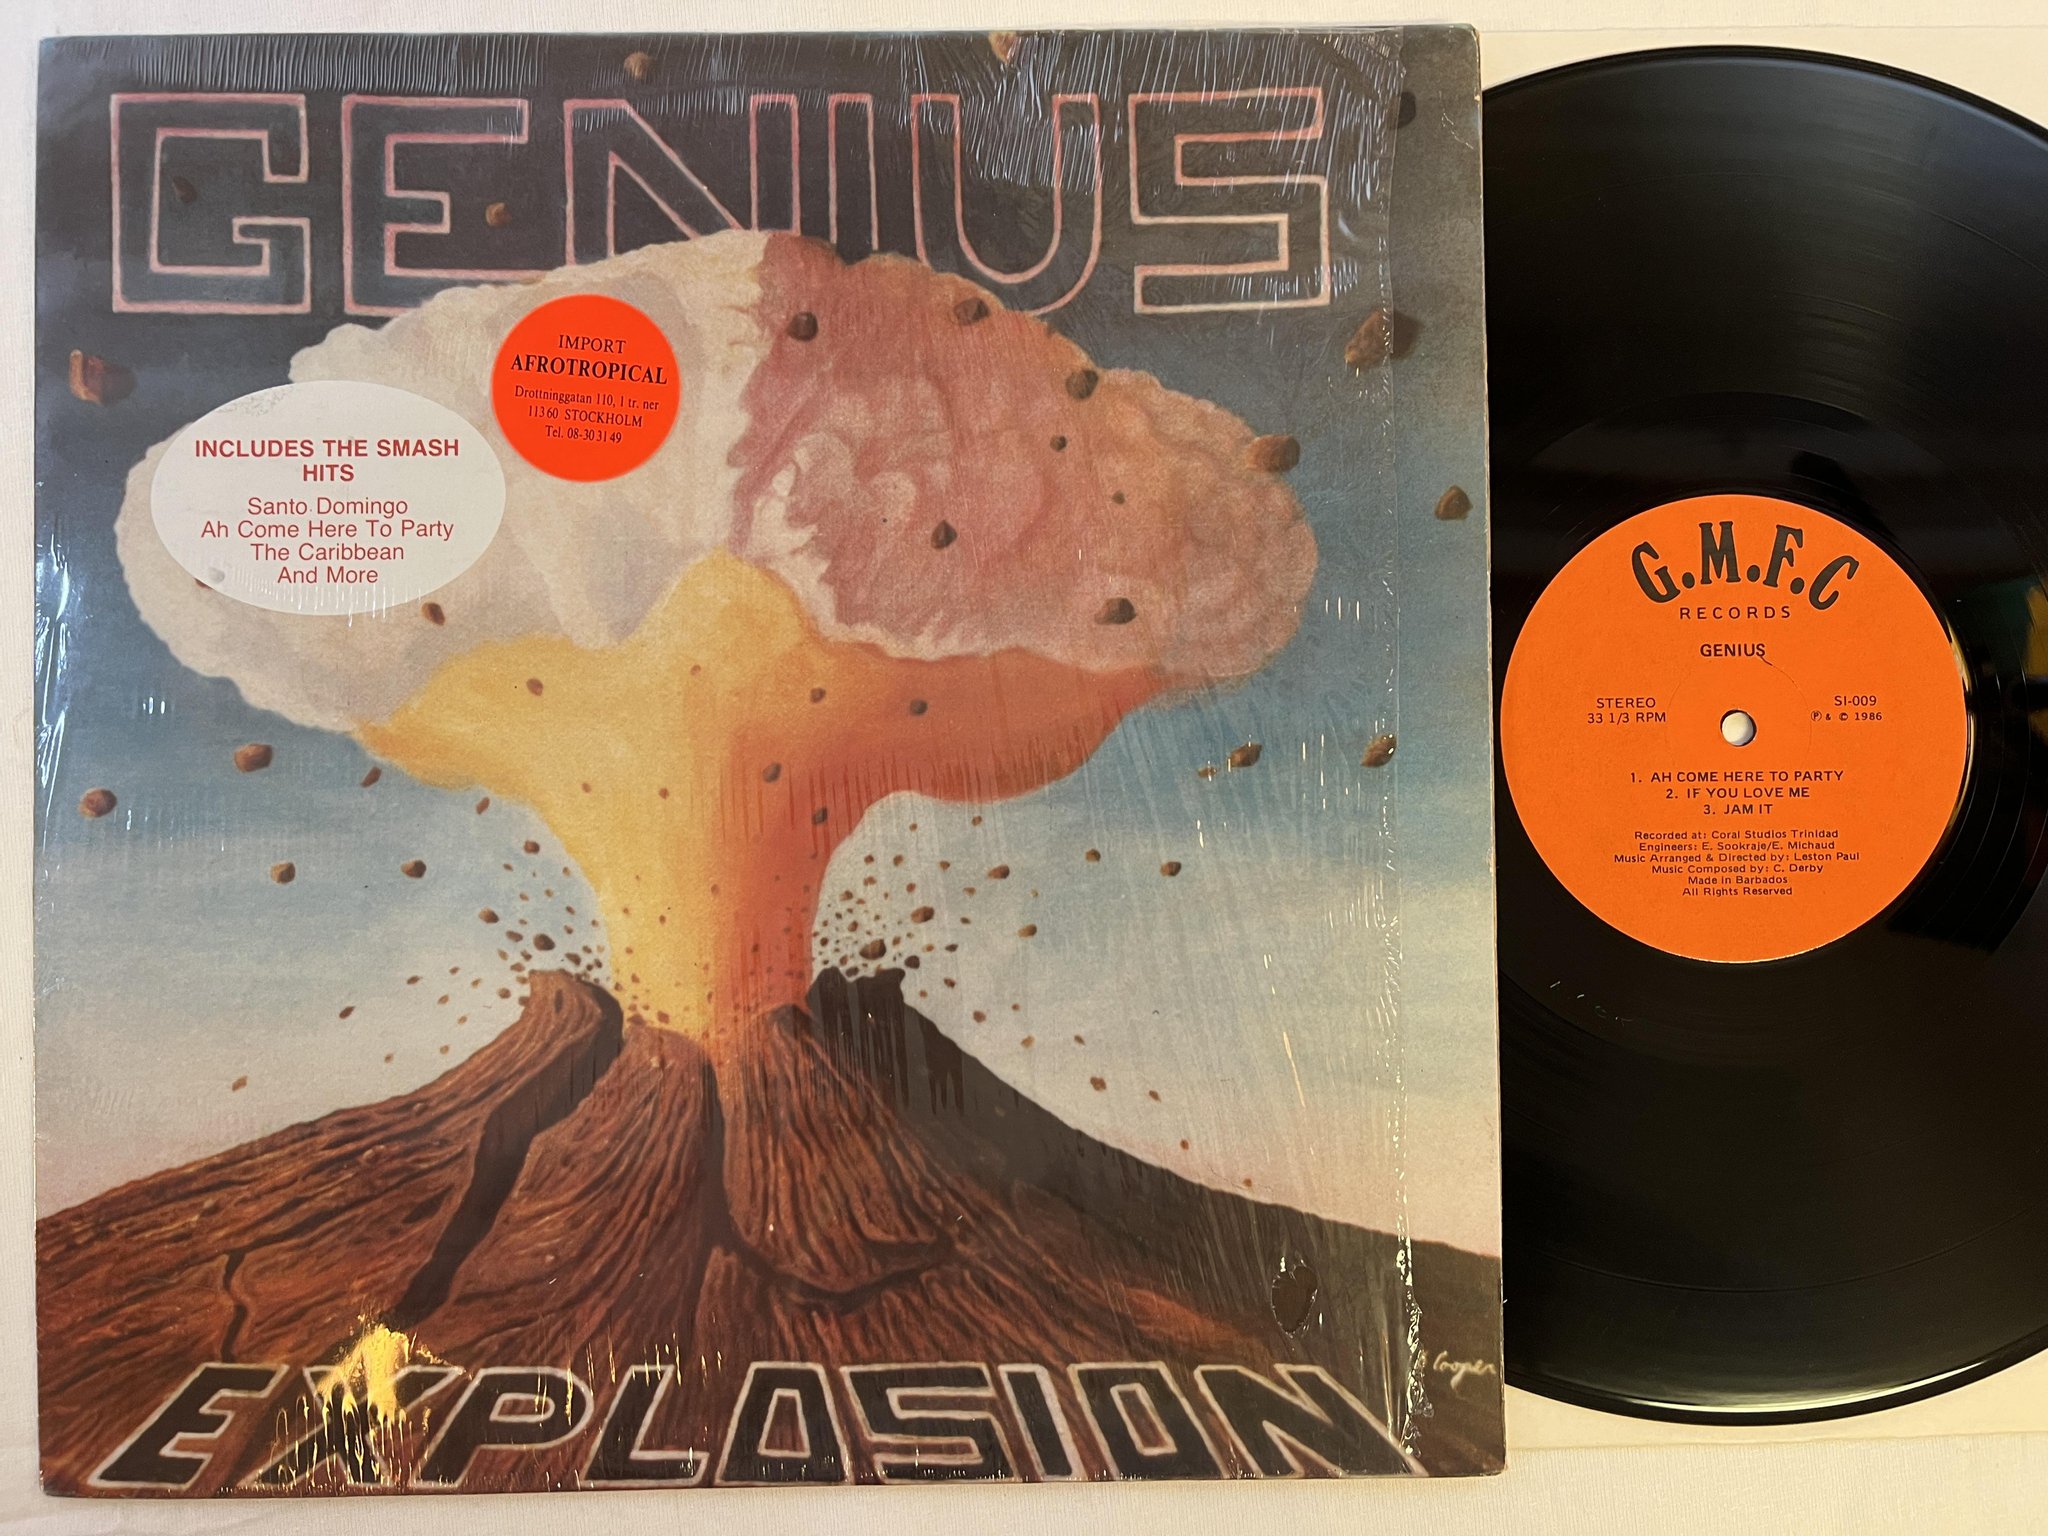 GENIUS
IMPORT
AFROTROPICAL
Drottninggatan 110, 1 tr. ner
113 60 STOCKHOLM
Tel. 08-30 31 49
INCLUDES THE SMASH
HITS
Santo Domingo
Ah Come Here To Party
The Caribbean
And More
EXPLOSION
Cooper
G.M.F.C
RECORDS
GENIUS
STEREO
33 1/3 RPM
SI-009
℗ & © 1986
1. AH COME HERE TO PARTY
2. IF YOU LOVE ME
3. JAM IT
Recorded at: Coral Studios Trinidad
Engineers: E. Sookraje/E. Michaud
Music Arranged & Directed by: Leston Paul
Music Composed by: C. Derby
Made in Barbados
All Rights Reserved